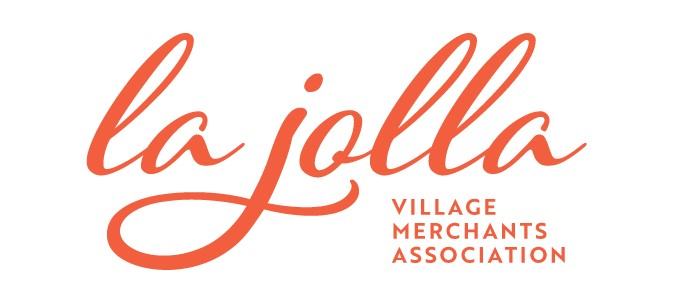 la jolla
VILLAGE
MERCHANTS
ASSOCIATION